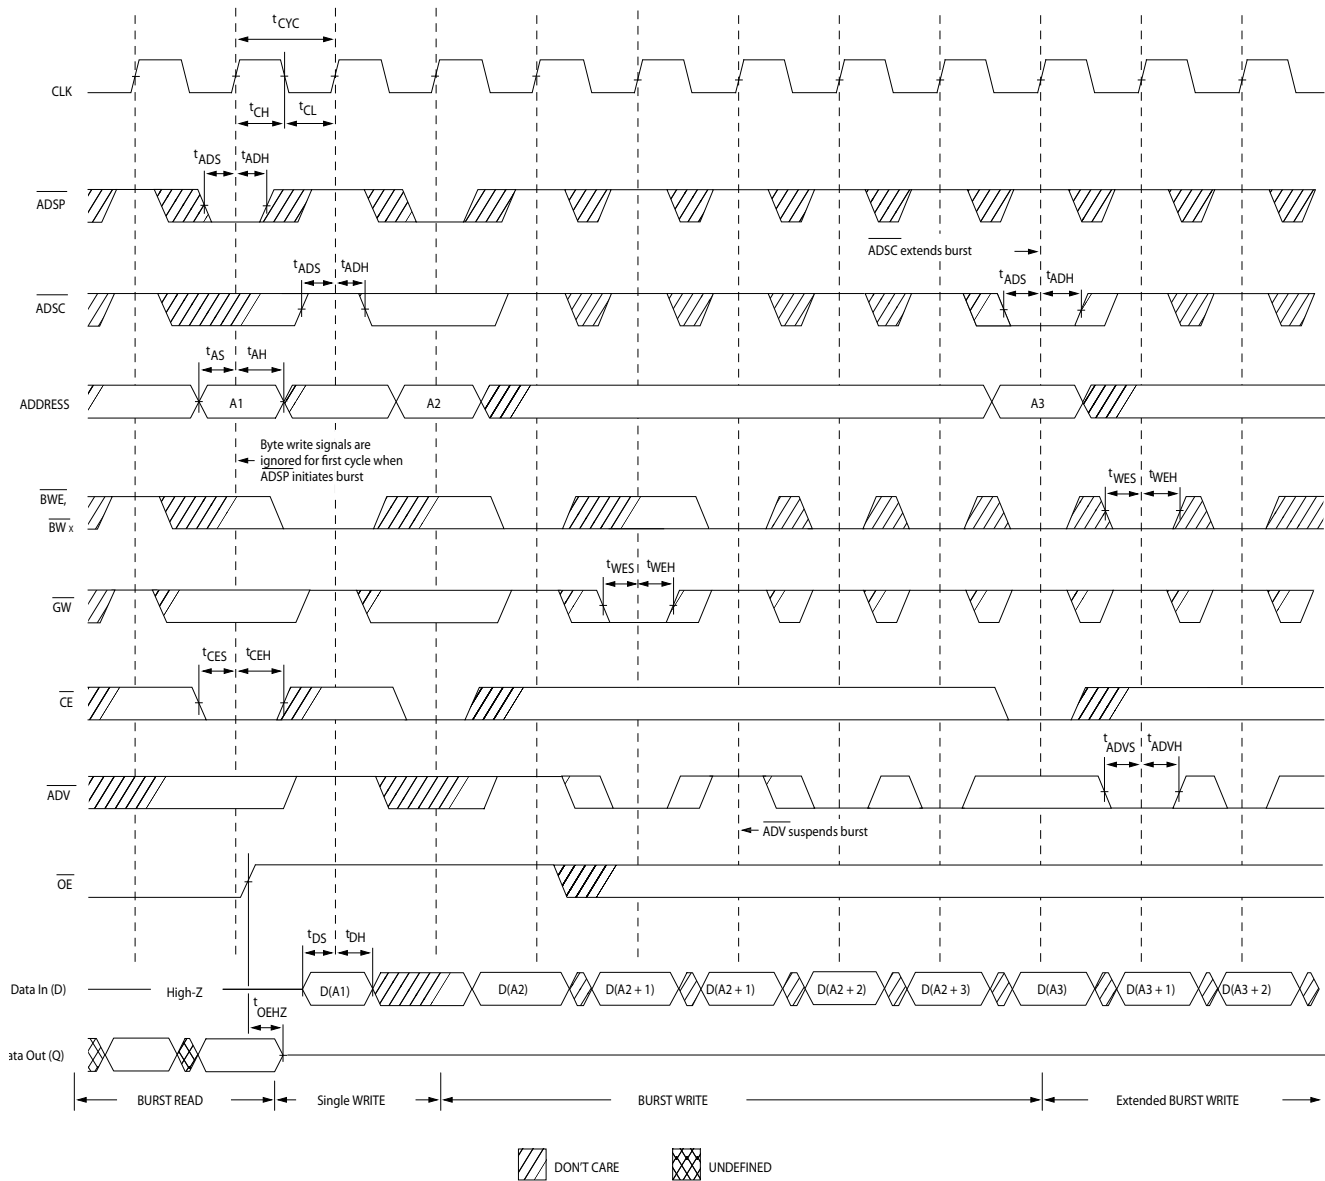 tCYC
CLK
tCH
tCL
tADS
tADH
ADSP
ADSC extends burst
tADS
tADH
tADS
tADH
ADSC
tAS
tAH
ADDRESS
A1
A2
A3
Byte write signals are
ignored for first cycle when
ADSP initiates burst
BWE,
BW X
tWES
tWEH
tWES
tWEH
GW
tCES
tCEH
CE
tADVS
tADVH
ADV
ADV suspends burst
OE
tDS
tDH
Data In (D)
High-Z
D(A1)
D(A2)
D(A2 + 1)
D(A2 + 1)
D(A2 + 2)
D(A2 + 3)
D(A3)
D(A3 + 1)
D(A3 + 2)
tOEHZ
ata Out (Q)
BURST READ
Single WRITE
BURST WRITE
Extended BURST WRITE
DON'T CARE
UNDEFINED